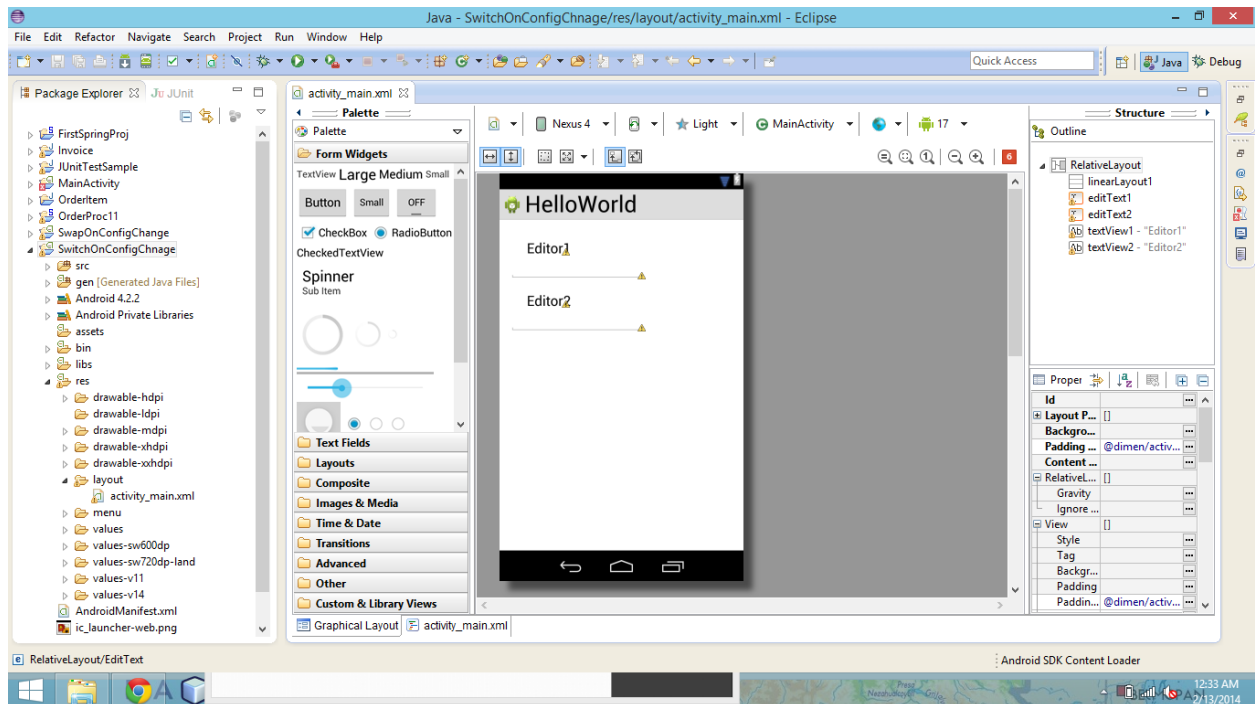 Java - SwitchOnConfigChnage/res/layout/activity_main.xml - Eclipse
File Edit Refactor Navigate Search Project Run Window Help
Quick Access
Java
Debug
Package Explorer
JUnit
FirstSpringProj
Invoice
JUnitTestSample
MainActivity
OrderItem
OrderProc11
SwapOnConfigChange
SwitchOnConfigChnage
src
gen [Generated Java Files]
Android 4.2.2
Android Private Libraries
assets
bin
libs
res
drawable-hdpi
drawable-ldpi
drawable-mdpi
drawable-xhdpi
drawable-xxhdpi
layout
activity_main.xml
menu
values
values-sw600dp
values-sw720dp-land
values-v11
values-v14
AndroidManifest.xml
ic_launcher-web.png
activity_main.xml
Palette
Palette
Form Widgets
TextView Large Medium Small
Button Small OFF
CheckBox RadioButton
CheckedTextView
Spinner
Sub Item
Text Fields
Layouts
Composite
Images & Media
Time & Date
Transitions
Advanced
Other
Custom & Library Views
Graphical Layout
activity_main.xml
Nexus 4
Light
MainActivity
17
6
HelloWorld
Editor1
Editor2
Structure
Outline
RelativeLayout
linearLayout1
editText1
editText2
Ab textView1 - "Editor1"
Ab textView2 - "Editor2"
Proper
Id
Layout P... []
Backgro...
Padding ... @dimen/activ...
Content ...
RelativeL... []
Gravity
Ignore ...
View []
Style
Tag
Backgr...
Padding
Paddin... @dimen/activ...
RelativeLayout/EditText
Android SDK Content Loader
12:33 AM
2/13/2014